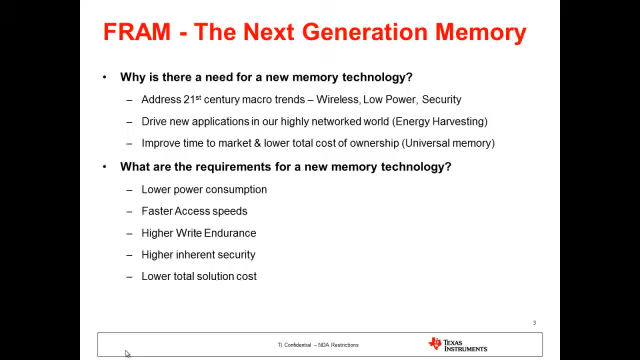 FRAM - The Next Generation Memory
• Why is there a need for a new memory technology?
– Address 21st century macro trends – Wireless, Low Power, Security
– Drive new applications in our highly networked world (Energy Harvesting)
– Improve time to market & lower total cost of ownership (Universal memory)
• What are the requirements for a new memory technology?
– Lower power consumption
– Faster Access speeds
– Higher Write Endurance
– Higher inherent security
– Lower total solution cost
3
TI Confidential – NDA Restrictions
TEXAS
INSTRUMENTS